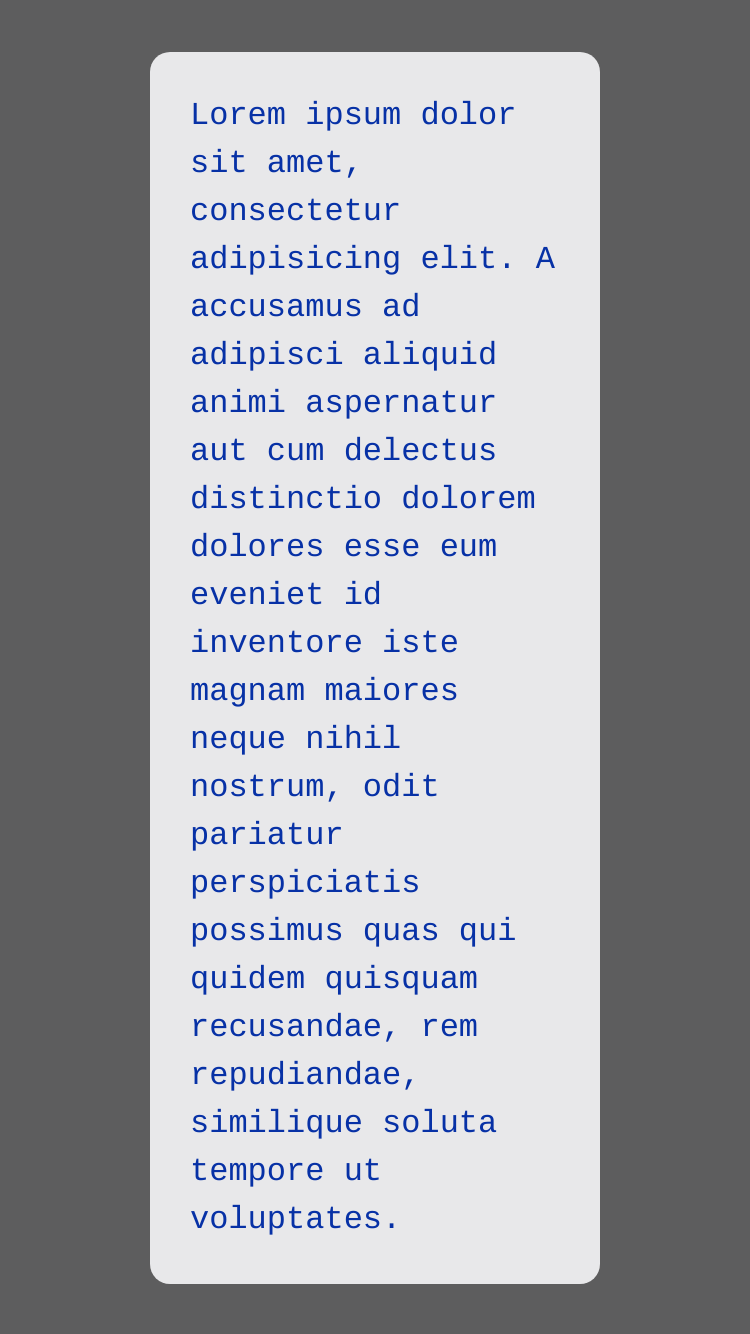 Lorem ipsum dolor
sit amet,
consectetur
adipisicing elit. A
accusamus ad
adipisci aliquid
animi aspernatur
aut cum delectus
distinctio dolorem
dolores esse eum
eveniet id
inventore iste
magnam maiores
neque nihil
nostrum, odit
pariatur
perspiciatis
possimus quas qui
quidem quisquam
recusandae, rem
repudiandae,
similique soluta
tempore ut
voluptates.